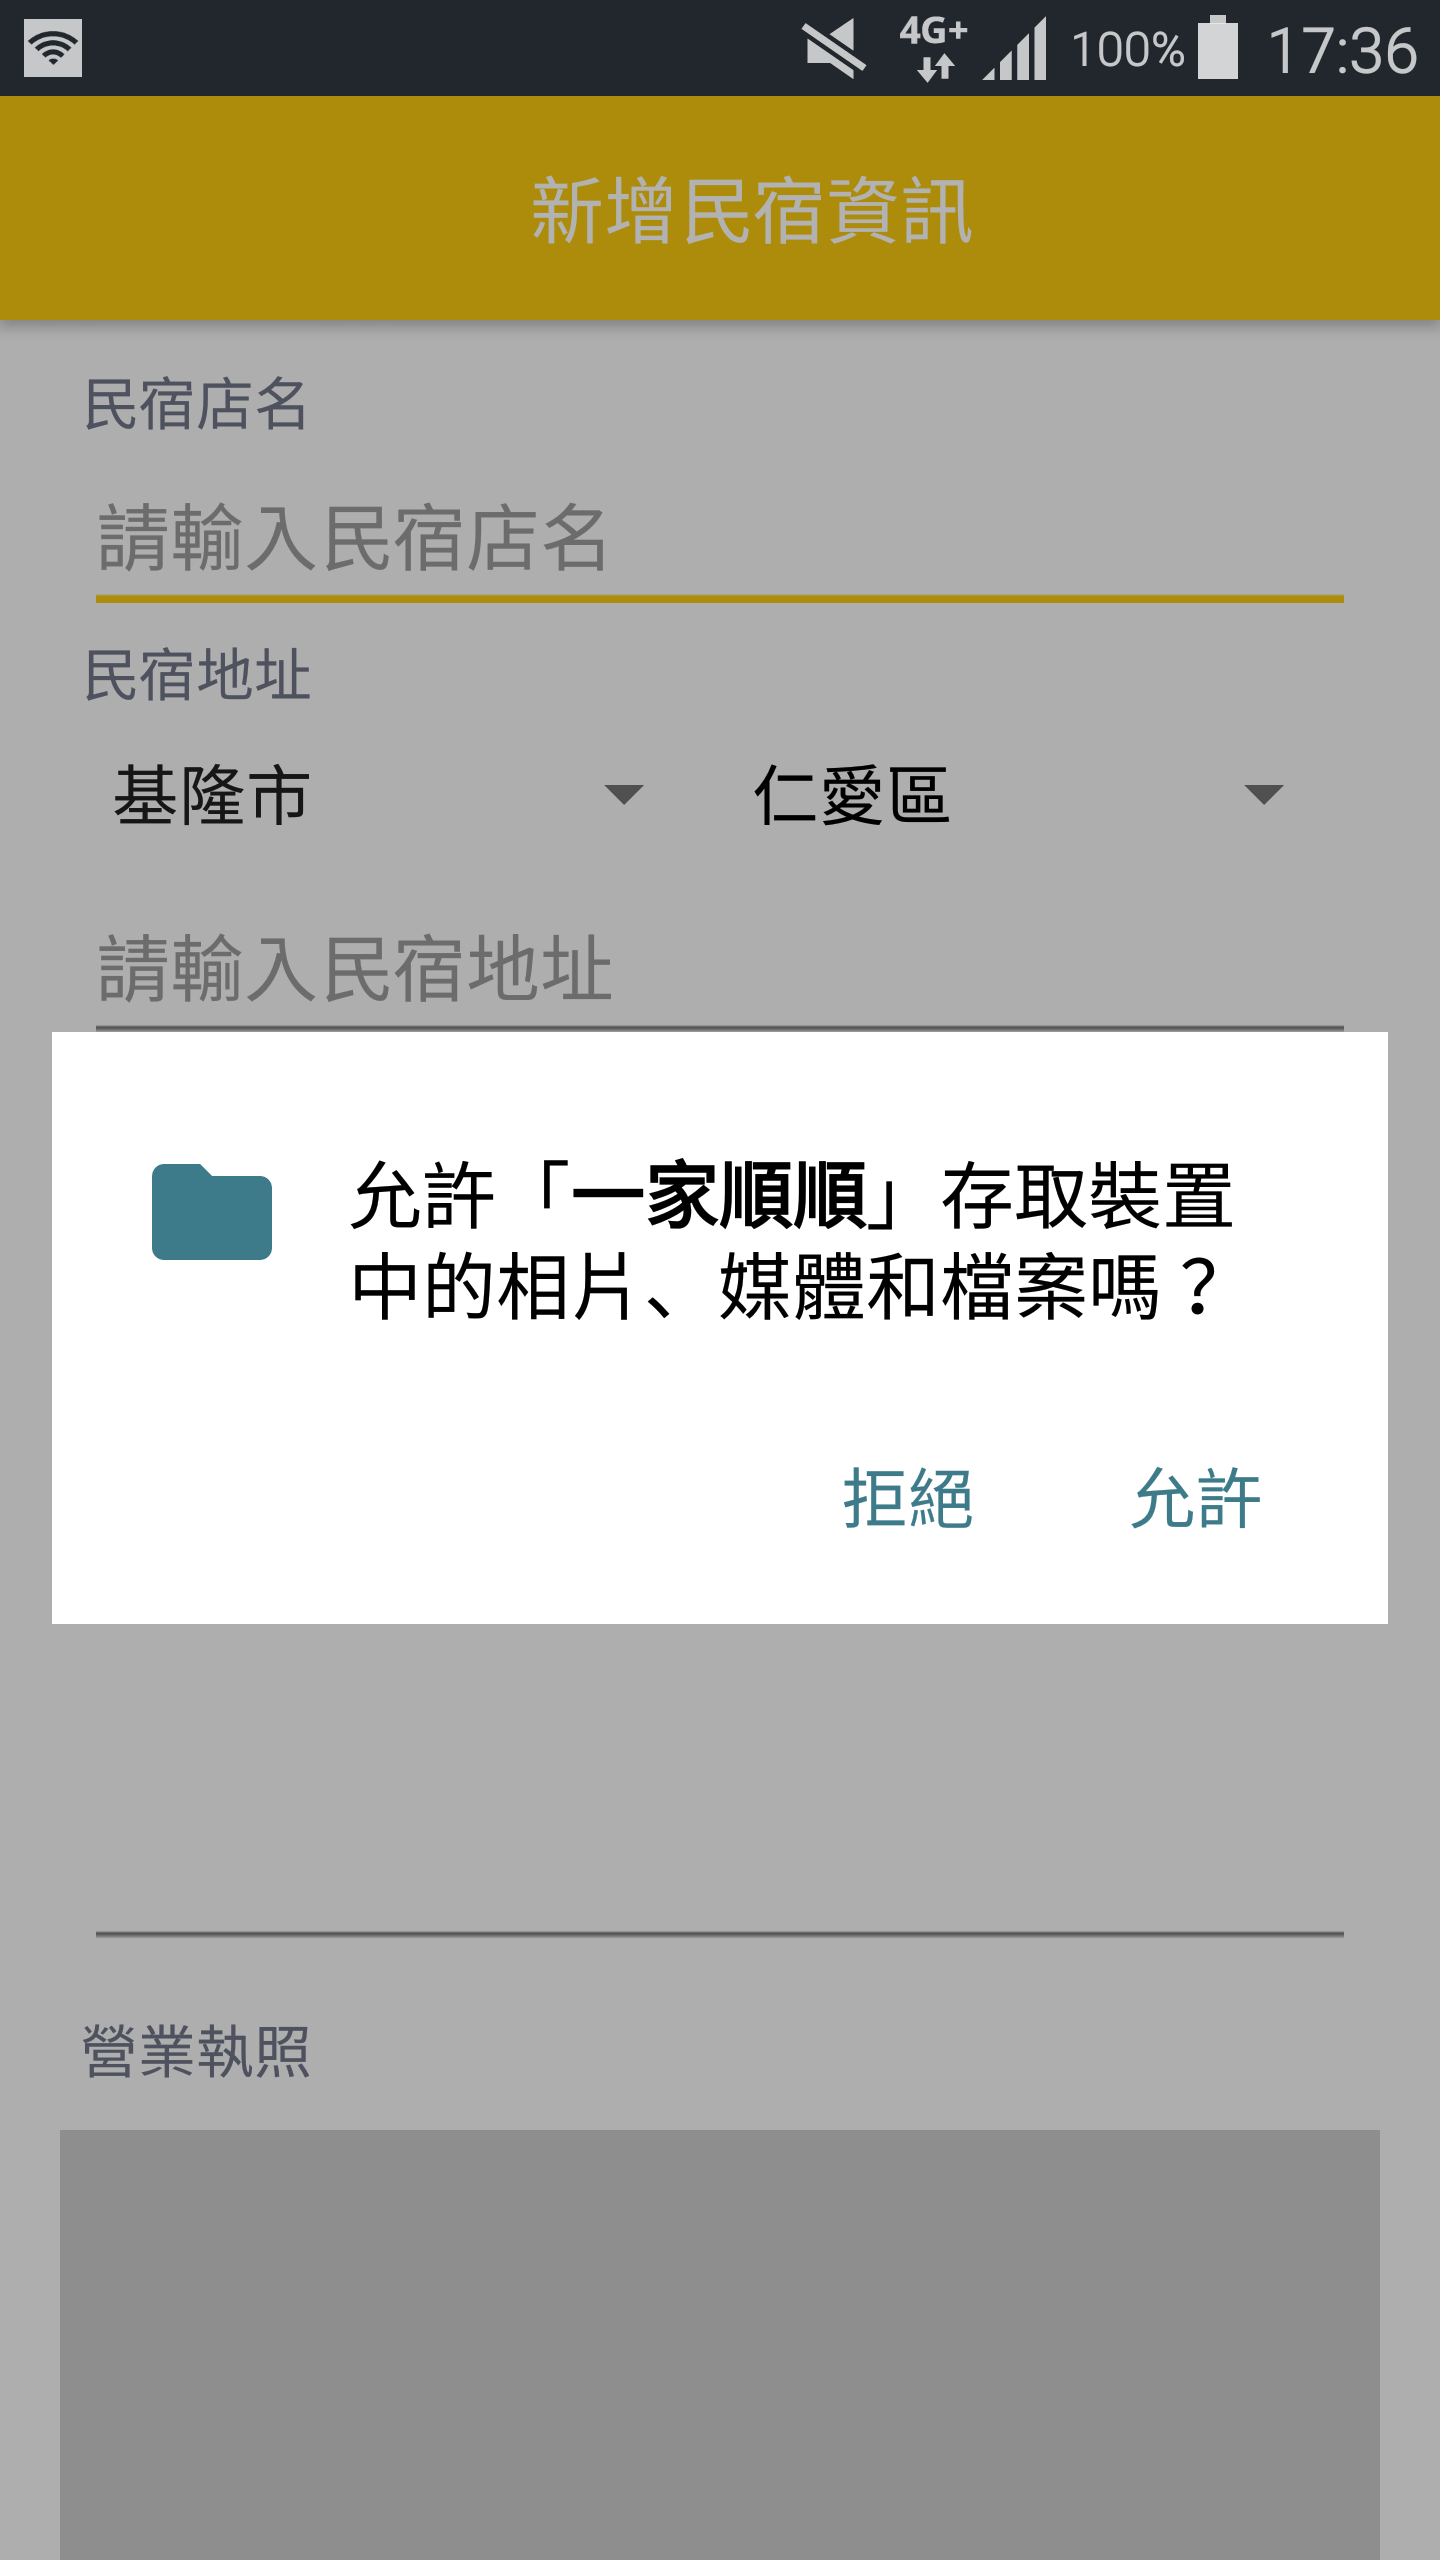 4G+ 100% 17:36
新增民宿資訊
民宿店名
請輸入民宿店名
民宿地址
基隆市 仁愛區
請輸入民宿地址
允許「一家順順」存取裝置
中的相片、媒體和檔案嗎？
拒絕 允許
營業執照